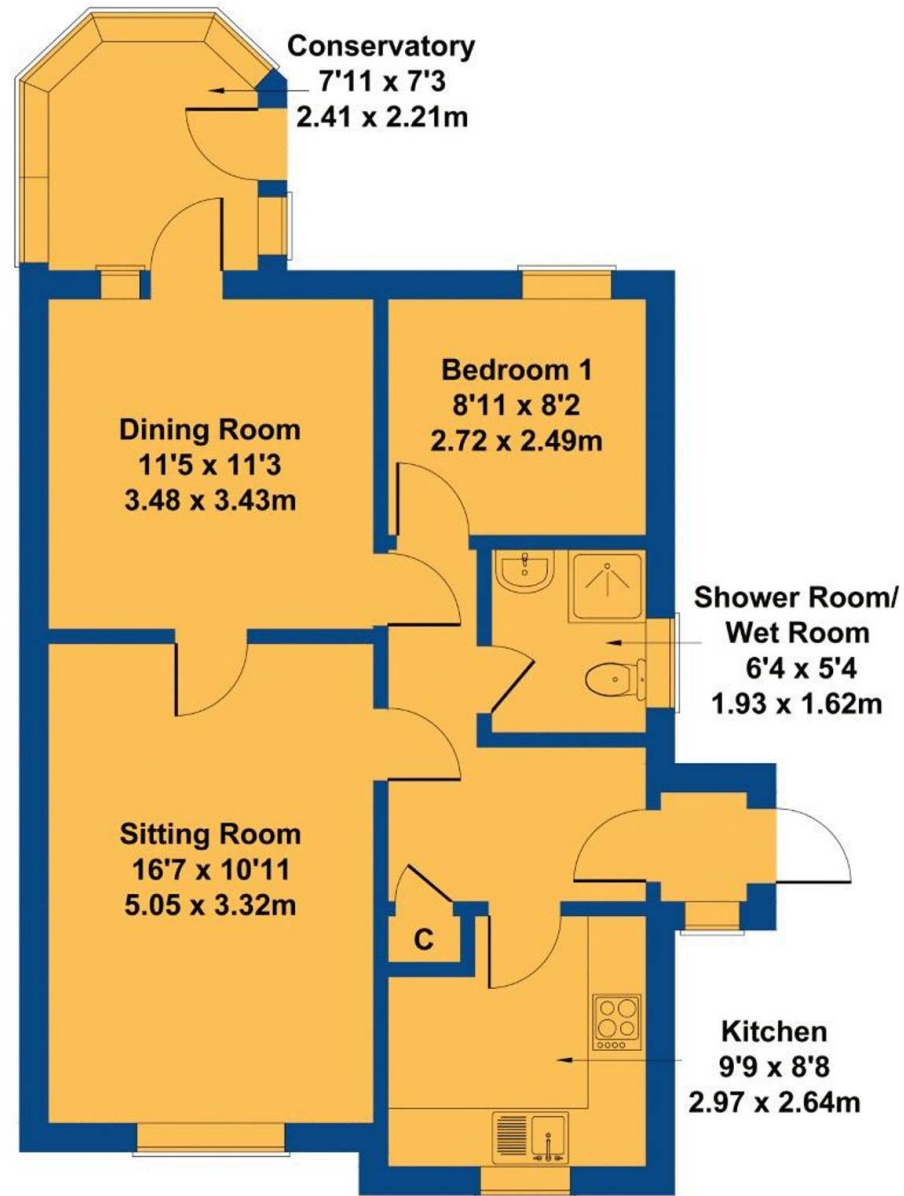 Conservatory
7'11 x 7'3
2.41 x 2.21m
Bedroom 1
8'11 x 8'2
2.72 x 2.49m
Dining Room
11'5 x 11'3
3.48 x 3.43m
Shower Room/
Wet Room
6'4 x 5'4
1.93 x 1.62m
Sitting Room
16'7 x 10'11
5.05 x 3.32m
C
Kitchen
9'9 x 8'8
2.97 x 2.64m